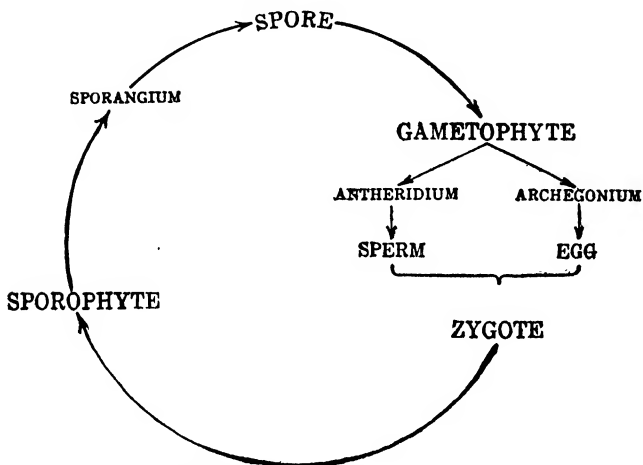 SPORE
SPORANGIUM
GAMETOPHYTE
ANTHERIDIUM ARCHEGONIUM
SPERM EGG
SPOROPHYTE
ZYGOTE